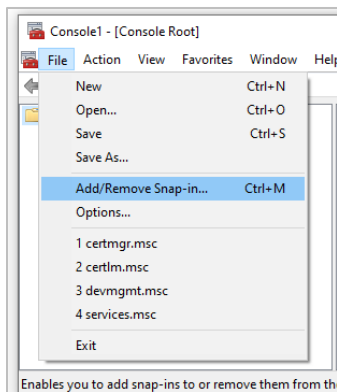 Console1 - [Console Root]
File Action View Favorites Window Help
New Ctrl+N
Open... Ctrl+O
Save Ctrl+S
Save As...
Add/Remove Snap-in... Ctrl+M
Options...
1 certmgr.msc
2 certlm.msc
3 devmgmt.msc
4 services.msc
Exit
Enables you to add snap-ins to or remove them from the